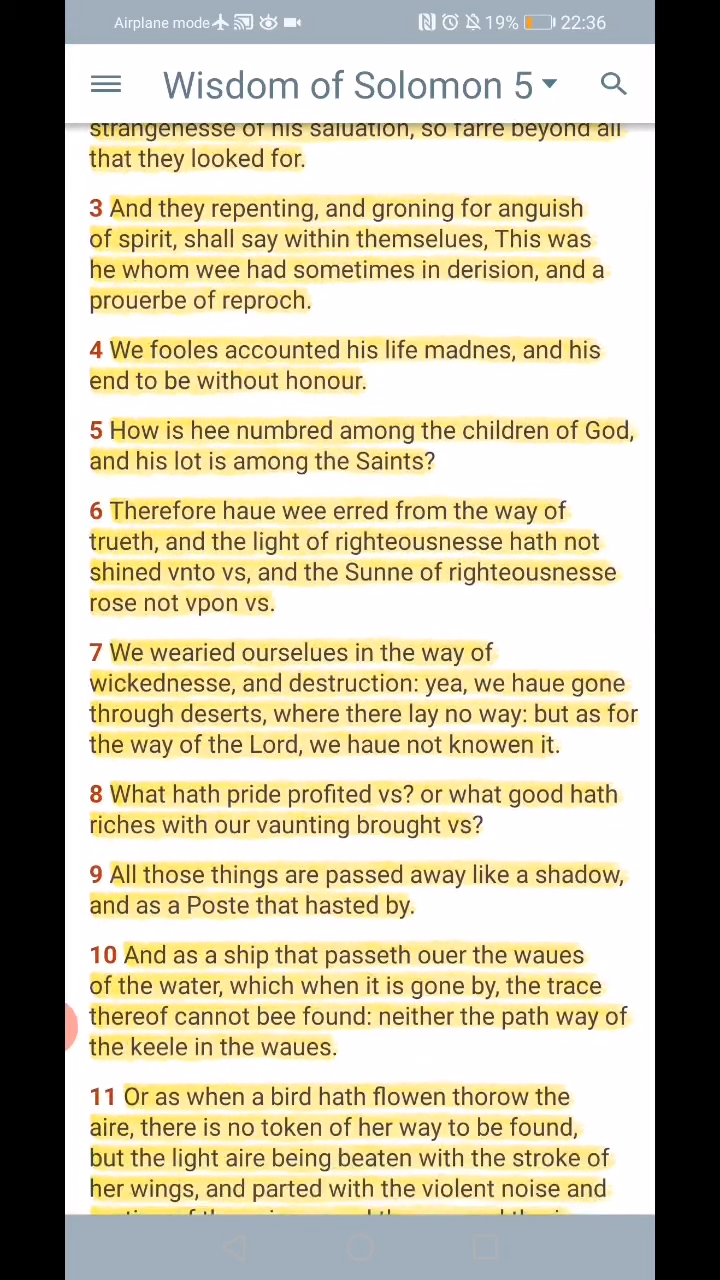 Airplane mode 19% 22:36
Wisdom of Solomon 5
strangenesse of his saluation, so farre beyond all
that they looked for.
3 And they repenting, and groning for anguish
of spirit, shall say within themselues, This was
he whom wee had sometimes in derision, and a
prouerbe of reproch.
4 We fooles accounted his life madnes, and his
end to be without honour.
5 How is hee numbred among the children of God,
and his lot is among the Saints?
6 Therefore haue wee erred from the way of
trueth, and the light of righteousnesse hath not
shined vnto vs, and the Sunne of righteousnesse
rose not vpon vs.
7 We wearied ourselues in the way of
wickednesse, and destruction: yea, we haue gone
through deserts, where there lay no way: but as for
the way of the Lord, we haue not knowen it.
8 What hath pride profited vs? or what good hath
riches with our vaunting brought vs?
9 All those things are passed away like a shadow,
and as a Poste that hasted by.
10 And as a ship that passeth ouer the waues
of the water, which when it is gone by, the trace
thereof cannot bee found: neither the path way of
the keele in the waues.
11 Or as when a bird hath flowen thorow the
aire, there is no token of her way to be found,
but the light aire being beaten with the stroke of
her wings, and parted with the violent noise and